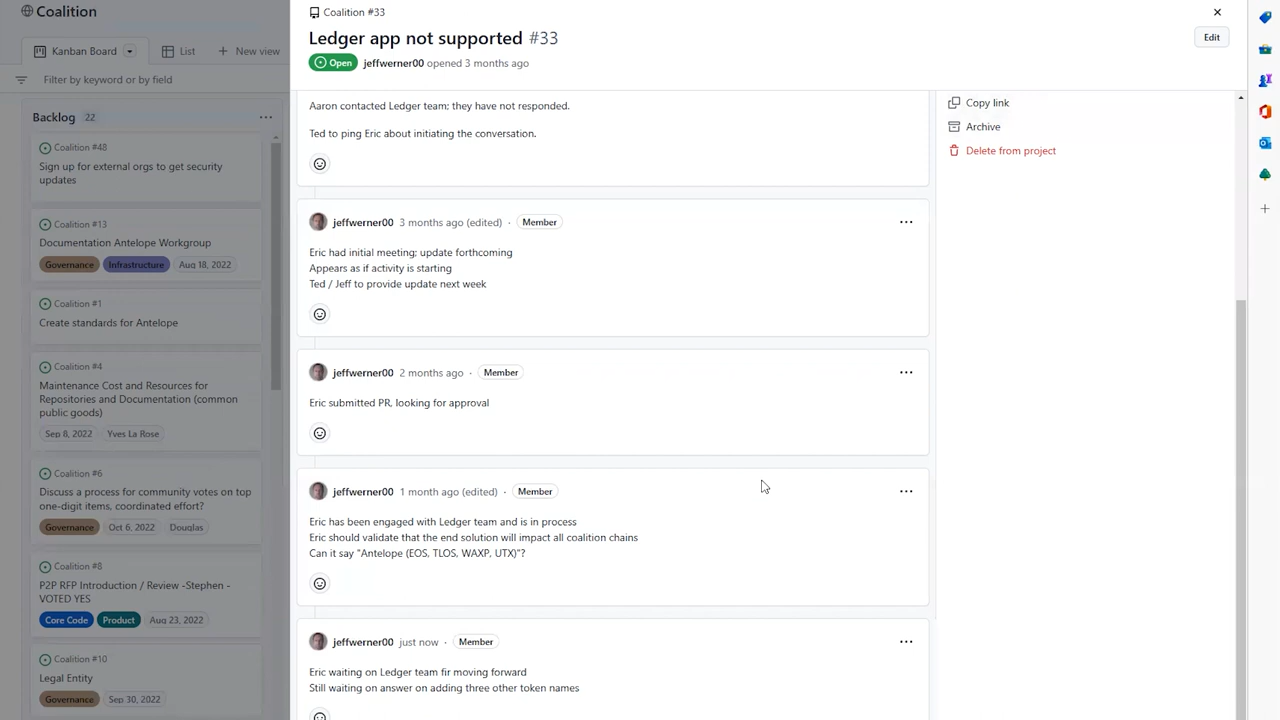 Coalition
Kanban Board
List
New view
Filter by keyword or by field
Backlog 22
Coalition #48
Sign up for external orgs to get security
updates
Coalition #13
Documentation Antelope Workgroup
Governance Infrastructure Aug 18, 2022
Coalition #1
Create standards for Antelope
Coalition #4
Maintenance Cost and Resources for
Repositories and Documentation (common
public goods)
Sep 8, 2022 Yves La Rose
Coalition #6
Discuss a process for community votes on top
one-digit items, coordinated effort?
Governance Oct 6, 2022 Douglas
Coalition #8
P2P RFP Introduction / Review -Stephen -
VOTED YES
Core Code Product Aug 23, 2022
Coalition #10
Legal Entity
Governance Sep 30, 2022
Coalition #33
Ledger app not supported #33
Edit
Open jeffwerner00 opened 3 months ago
Aaron contacted Ledger team; they have not responded.
Ted to ping Eric about initiating the conversation.
jeffwerner00 3 months ago (edited) · Member
Eric had initial meeting; update forthcoming
Appears as if activity is starting
Ted / Jeff to provide update next week
jeffwerner00 2 months ago · Member
Eric submitted PR, looking for approval
jeffwerner00 1 month ago (edited) · Member
Eric has been engaged with Ledger team and is in process
Eric should validate that the end solution will impact all coalition chains
Can it say "Antelope (EOS, TLOS, WAXP, UTX)"?
jeffwerner00 just now · Member
Eric waiting on Ledger team fir moving forward
Still waiting on answer on adding three other token names
Copy link
Archive
Delete from project